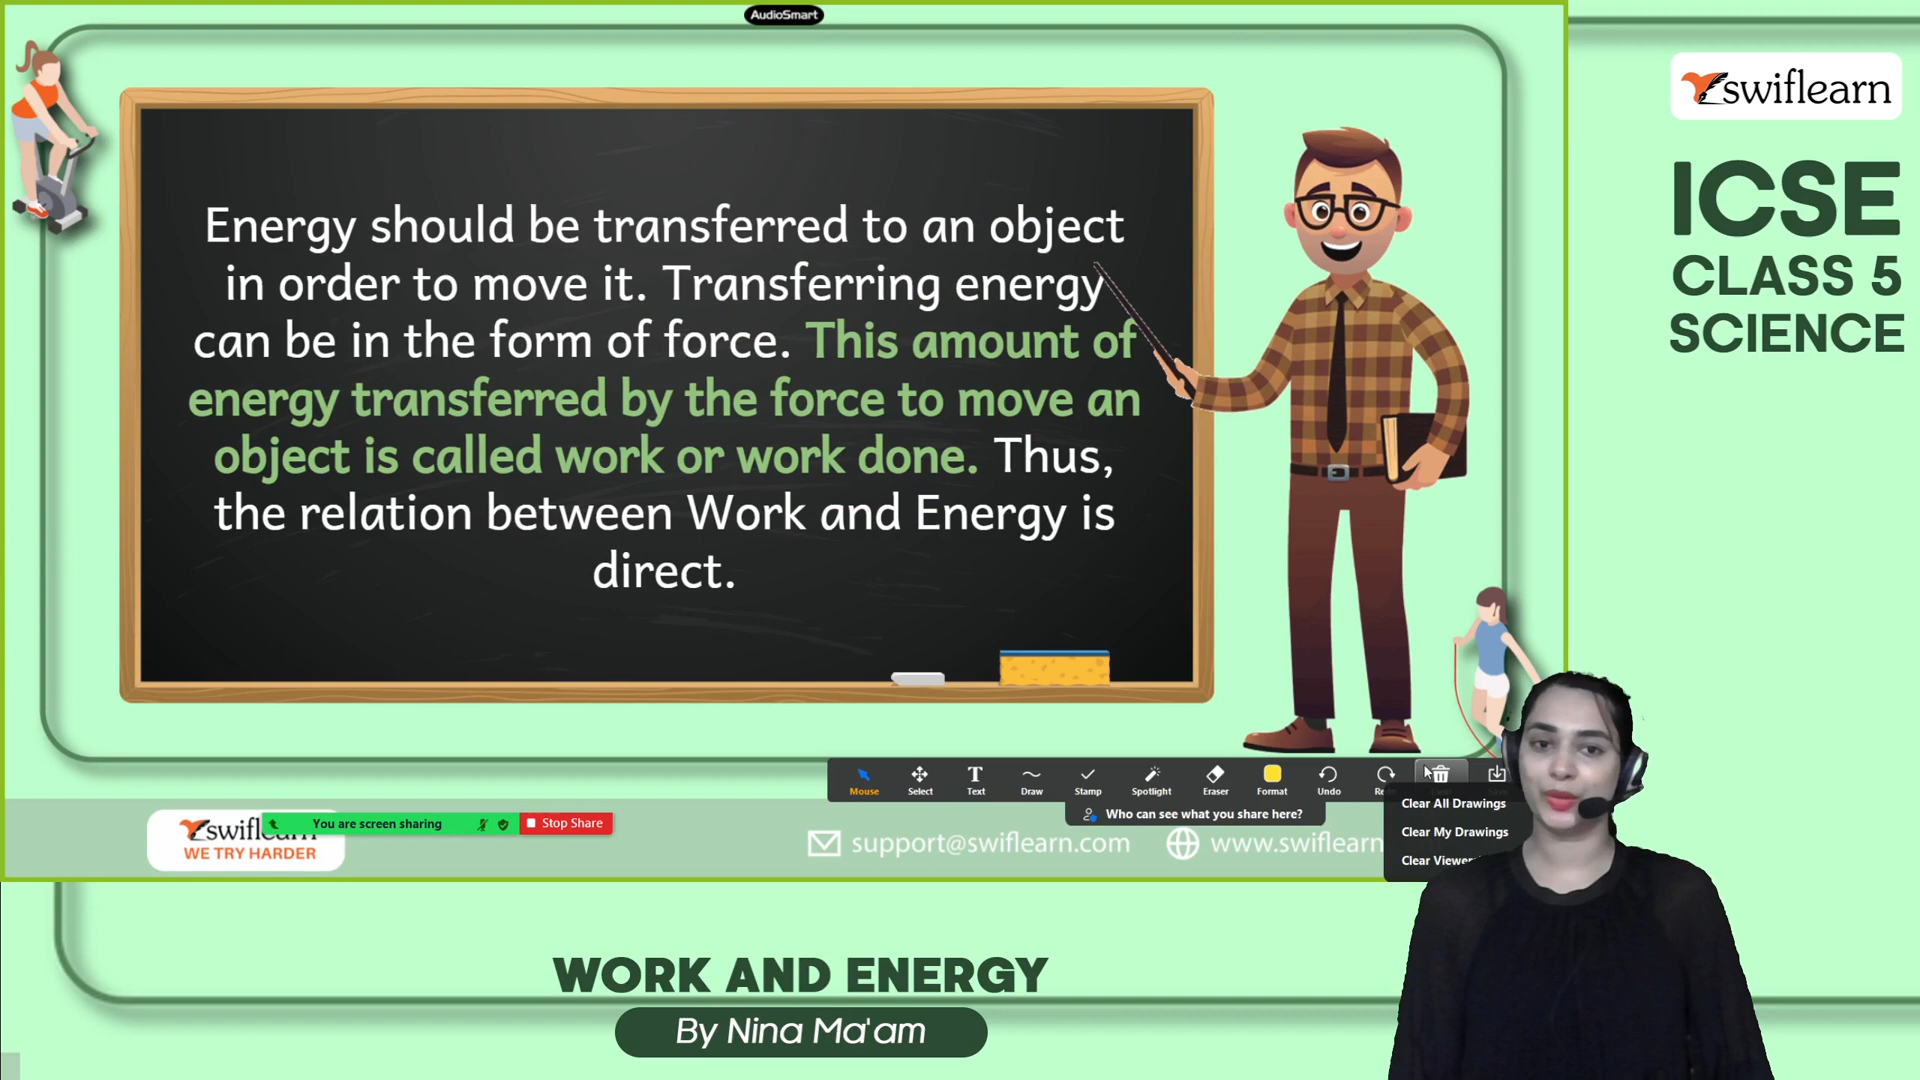 AudioSmart
swiflearn
ICSE
CLASS 5
SCIENCE
Energy should be transferred to an object
in order to move it. Transferring energy
can be in the form of force. This amount of
energy transferred by the force to move an
object is called work or work done. Thus,
the relation between Work and Energy is
direct.
Mouse
Select
Text
Draw
Stamp
Spotlight
Eraser
Format
Undo
Who can see what you share here?
Clear All Drawings
Clear My Drawings
Clear
You are screen sharing
Stop Share
WE TRY HARDER
support@swiflearn.com
www.swiflearn
WORK AND ENERGY
By Nina Ma'am